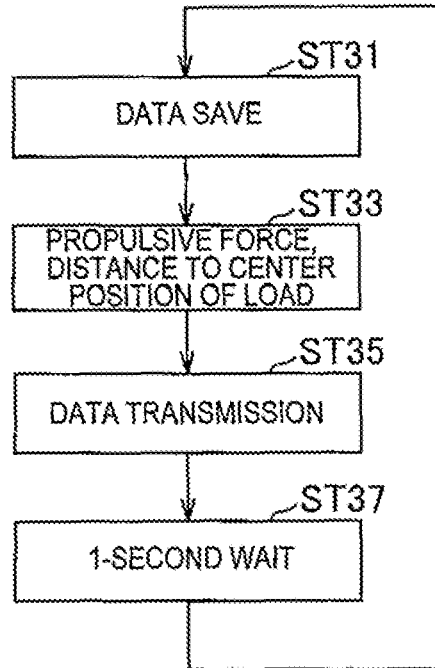 ST31
DATA SAVE
ST33
PROPULSIVE FORCE,
DISTANCE TO CENTER
POSITION OF LOAD
ST35
DATA TRANSMISSION
ST37
1-SECOND WAIT